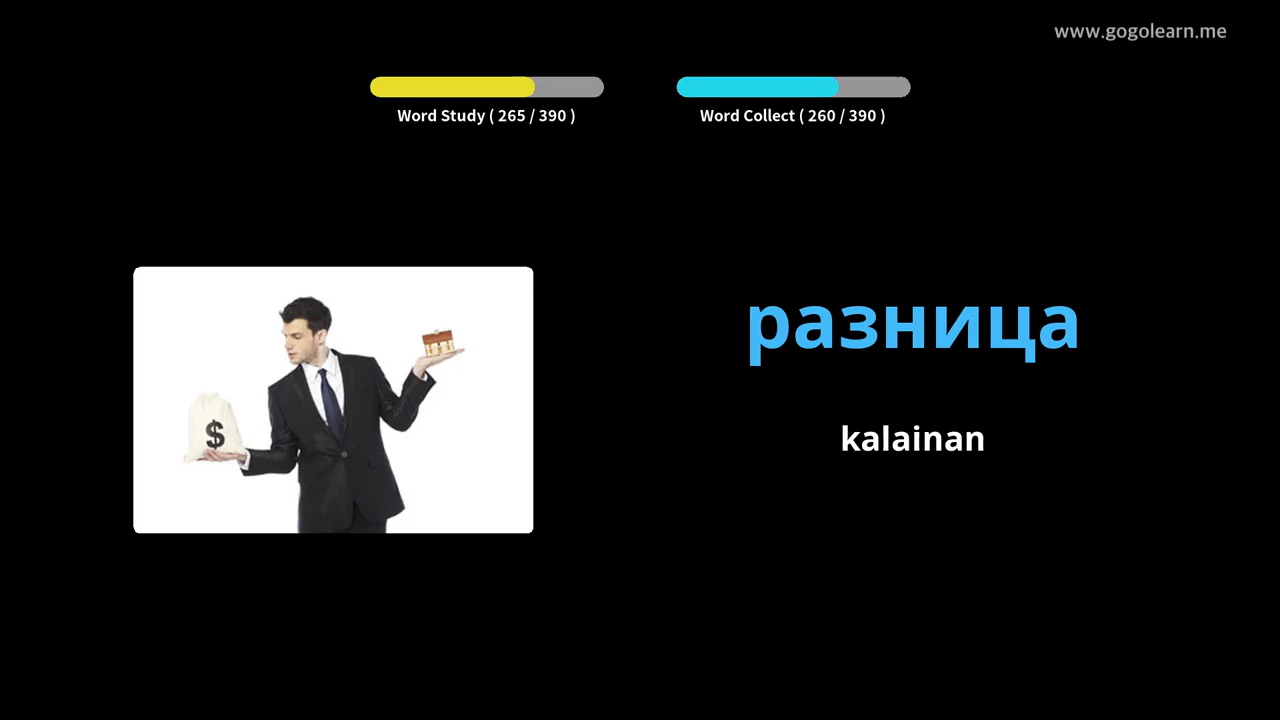 www.gogolearn.me
Word Study ( 265 / 390 )
Word Collect ( 260 / 390 )
$
разница
kalainan